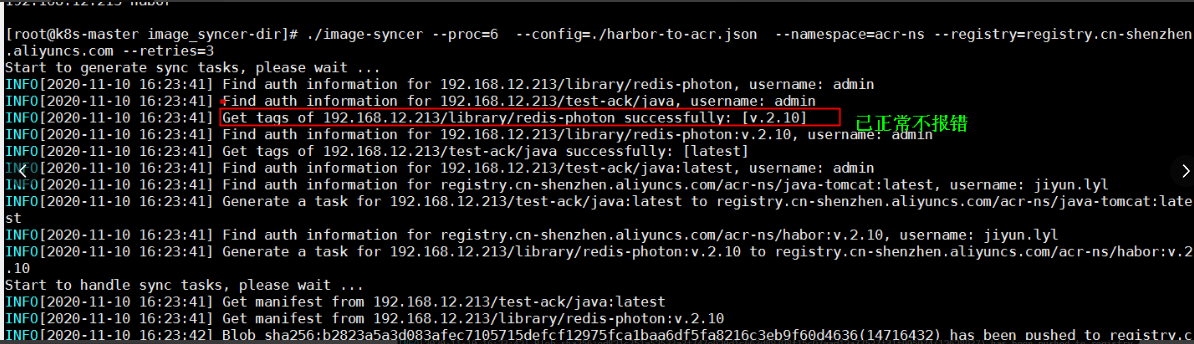 192.168.12.213 habor
[root@k8s-master image_syncer-dir]# ./image-syncer --proc=6  --config=./harbor-to-acr.json  --namespace=acr-ns --registry=registry.cn-shenzhen
.aliyuncs.com --retries=3
Start to generate sync tasks, please wait ...
INFO[2020-11-10 16:23:41] Find auth information for 192.168.12.213/library/redis-photon, username: admin
INFO[2020-11-10 16:23:41] Find auth information for 192.168.12.213/test-ack/java, username: admin
INFO[2020-11-10 16:23:41] Get tags of 192.168.12.213/library/redis-photon successfully: [v.2.10] 已正常不报错
INFO[2020-11-10 16:23:41] Find auth information for 192.168.12.213/library/redis-photon:v.2.10, username: admin
INFO[2020-11-10 16:23:41] Get tags of 192.168.12.213/test-ack/java successfully: [latest]
INFO[2020-11-10 16:23:41] Find auth information for 192.168.12.213/test-ack/java:latest, username: admin
INFO[2020-11-10 16:23:41] Find auth information for registry.cn-shenzhen.aliyuncs.com/acr-ns/java-tomcat:latest, username: jiyun.lyl
INFO[2020-11-10 16:23:41] Generate a task for 192.168.12.213/test-ack/java:latest to registry.cn-shenzhen.aliyuncs.com/acr-ns/java-tomcat:late
st
INFO[2020-11-10 16:23:41] Find auth information for registry.cn-shenzhen.aliyuncs.com/acr-ns/habor:v.2.10, username: jiyun.lyl
INFO[2020-11-10 16:23:41] Generate a task for 192.168.12.213/library/redis-photon:v.2.10 to registry.cn-shenzhen.aliyuncs.com/acr-ns/habor:v.2
.10
Start to handle sync tasks, please wait ...
INFO[2020-11-10 16:23:41] Get manifest from 192.168.12.213/test-ack/java:latest
INFO[2020-11-10 16:23:41] Get manifest from 192.168.12.213/library/redis-photon:v.2.10
INFO[2020-11-10 16:23:42] Blob sha256:b2823a5a3d083afec7105715defcf12975fca1baa6df5fa8216c3eb9f60d4636(14716432) has been pushed to registry.c